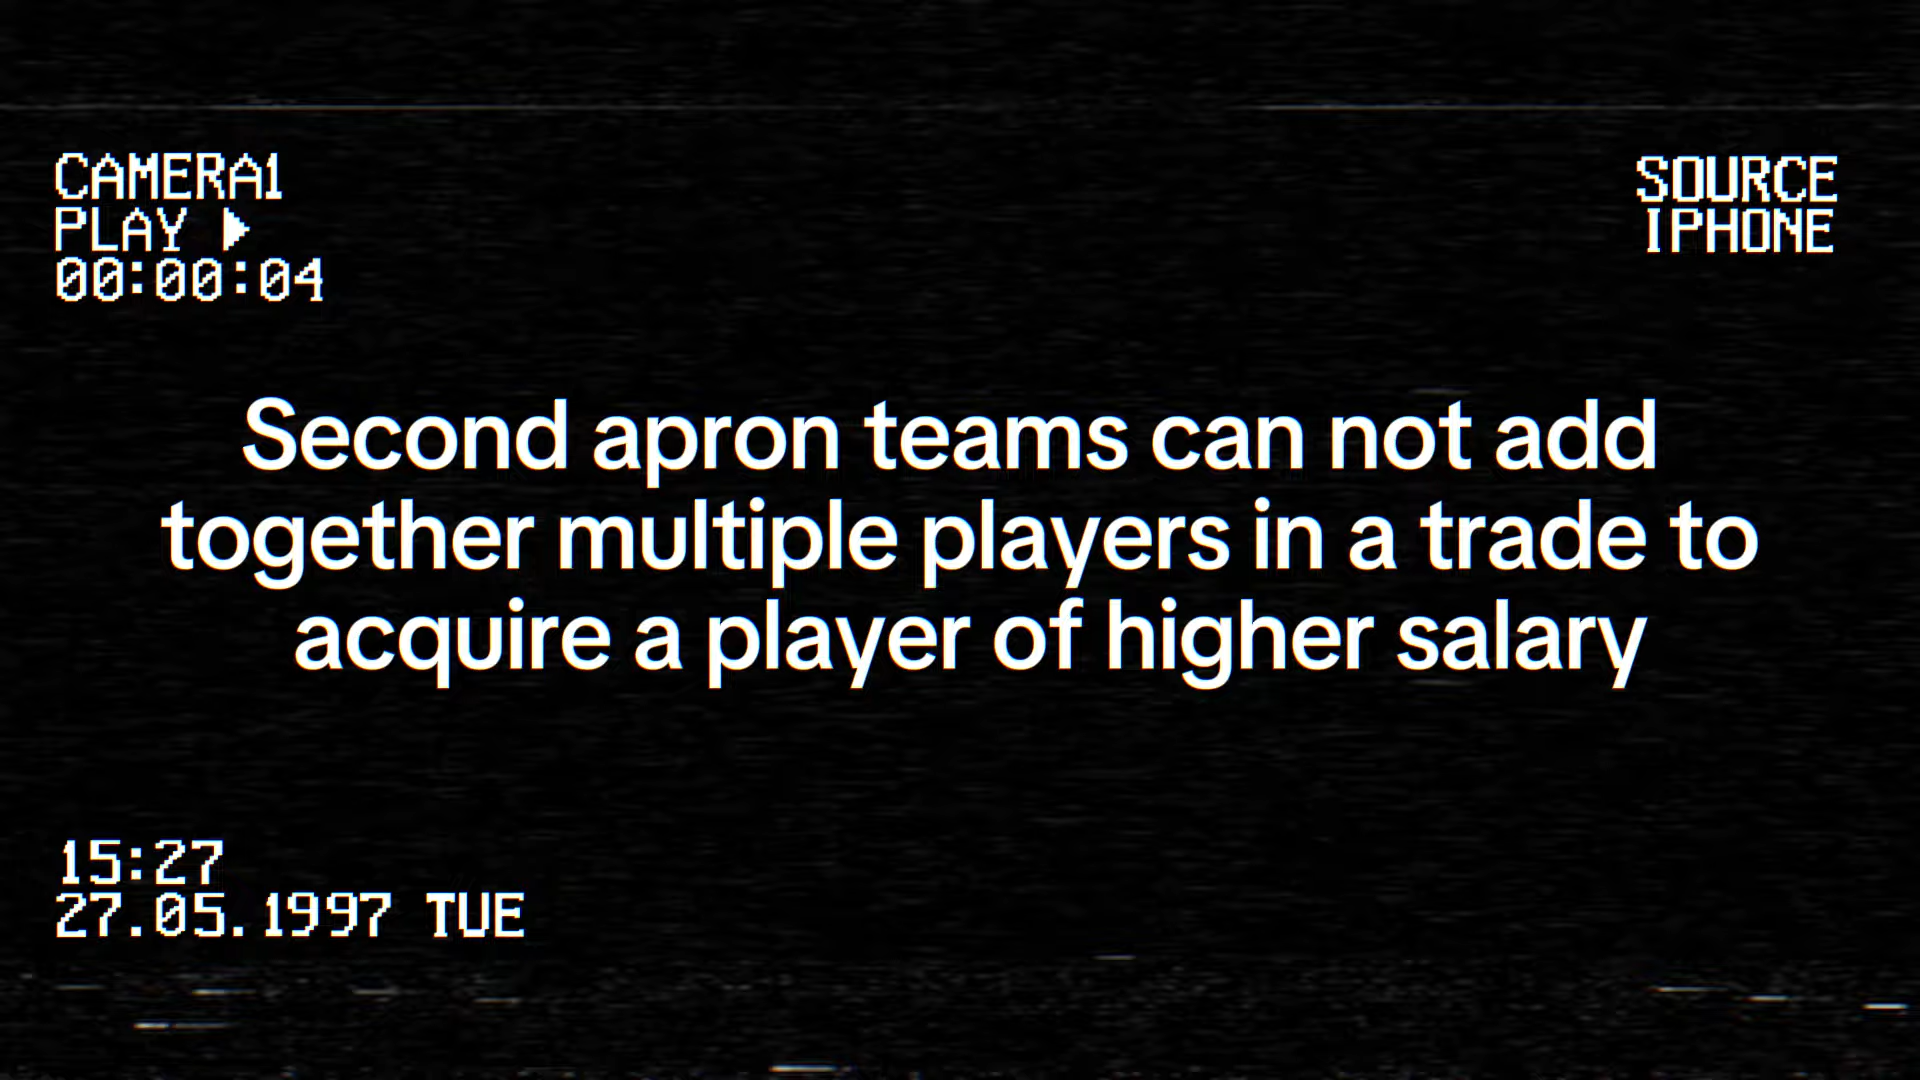 CAMERA1
PLAY ▶
00:00:04
SOURCE
IPHONE
Second apron teams can not add
together multiple players in a trade to
acquire a player of higher salary
15:27
27.05.1997 TUE